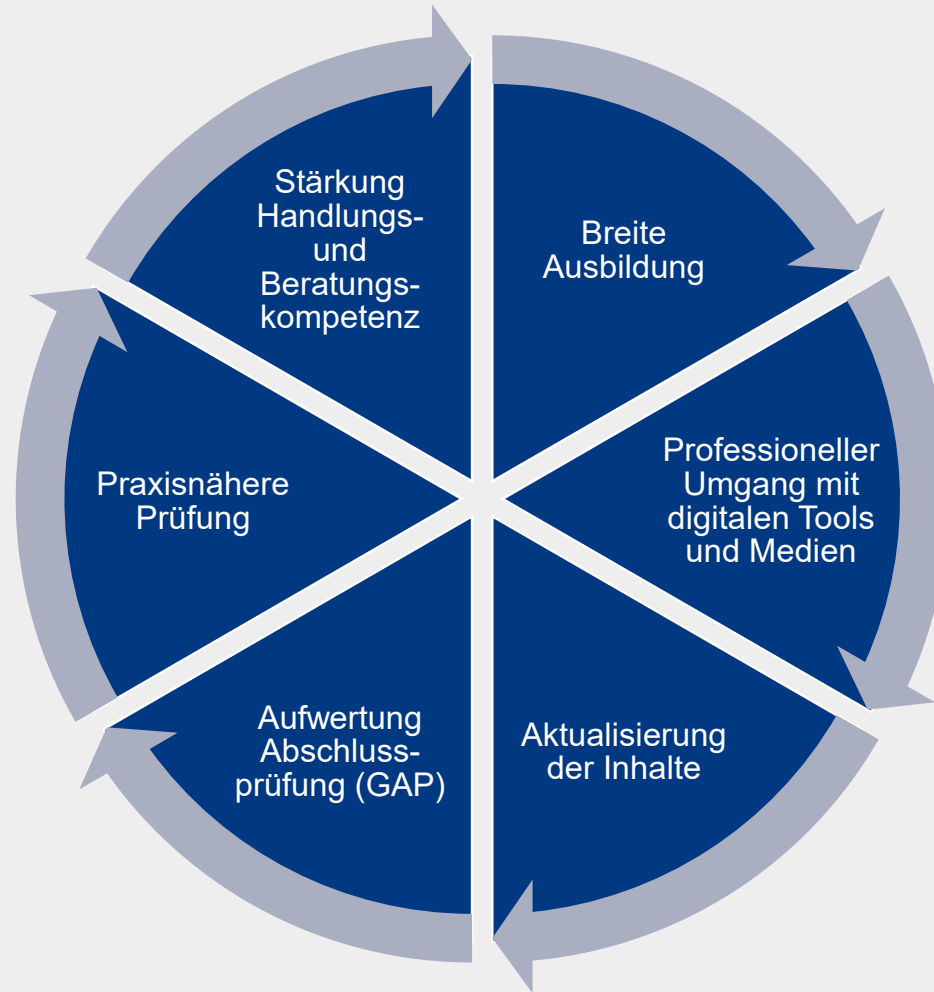 Stärkung
Handlungs-
und
Beratungs-
kompetenz
Breite
Ausbildung
Professioneller
Umgang mit
digitalen Tools
und Medien
Aktualisierung
der Inhalte
Aufwertung
Abschluss-
prüfung (GAP)
Praxisnähere
Prüfung